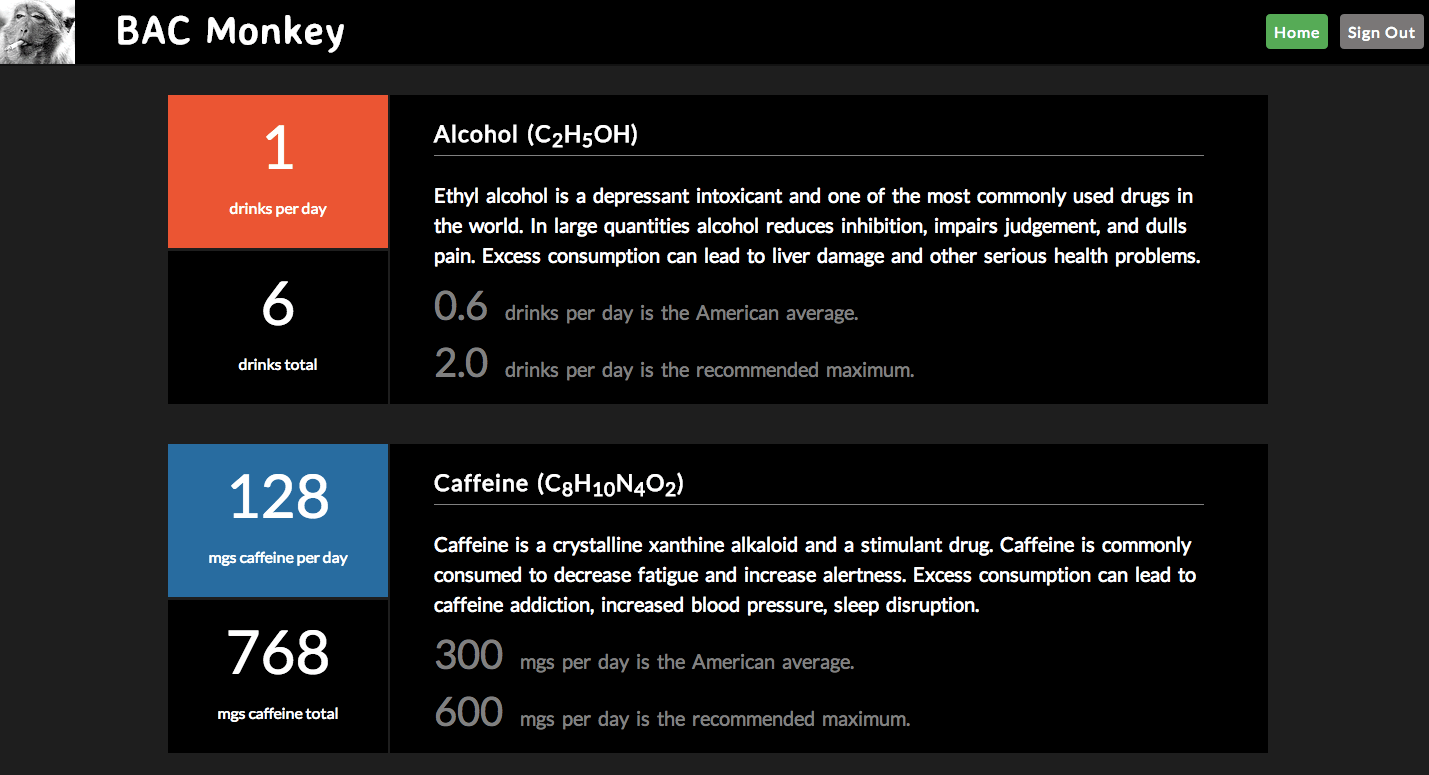 BAC Monkey
Home
Sign Out
1
drinks per day
6
drinks total
Alcohol (C₂H₅OH)
Ethyl alcohol is a depressant intoxicant and one of the most commonly used drugs in
the world. In large quantities alcohol reduces inhibition, impairs judgement, and dulls
pain. Excess consumption can lead to liver damage and other serious health problems.
0.6 drinks per day is the American average.
2.0 drinks per day is the recommended maximum.
128
mgs caffeine per day
768
mgs caffeine total
Caffeine (C₈H₁₀N₄O₂)
Caffeine is a crystalline xanthine alkaloid and a stimulant drug. Caffeine is commonly
consumed to decrease fatigue and increase alertness. Excess consumption can lead to
caffeine addiction, increased blood pressure, sleep disruption.
300 mgs per day is the American average.
600 mgs per day is the recommended maximum.